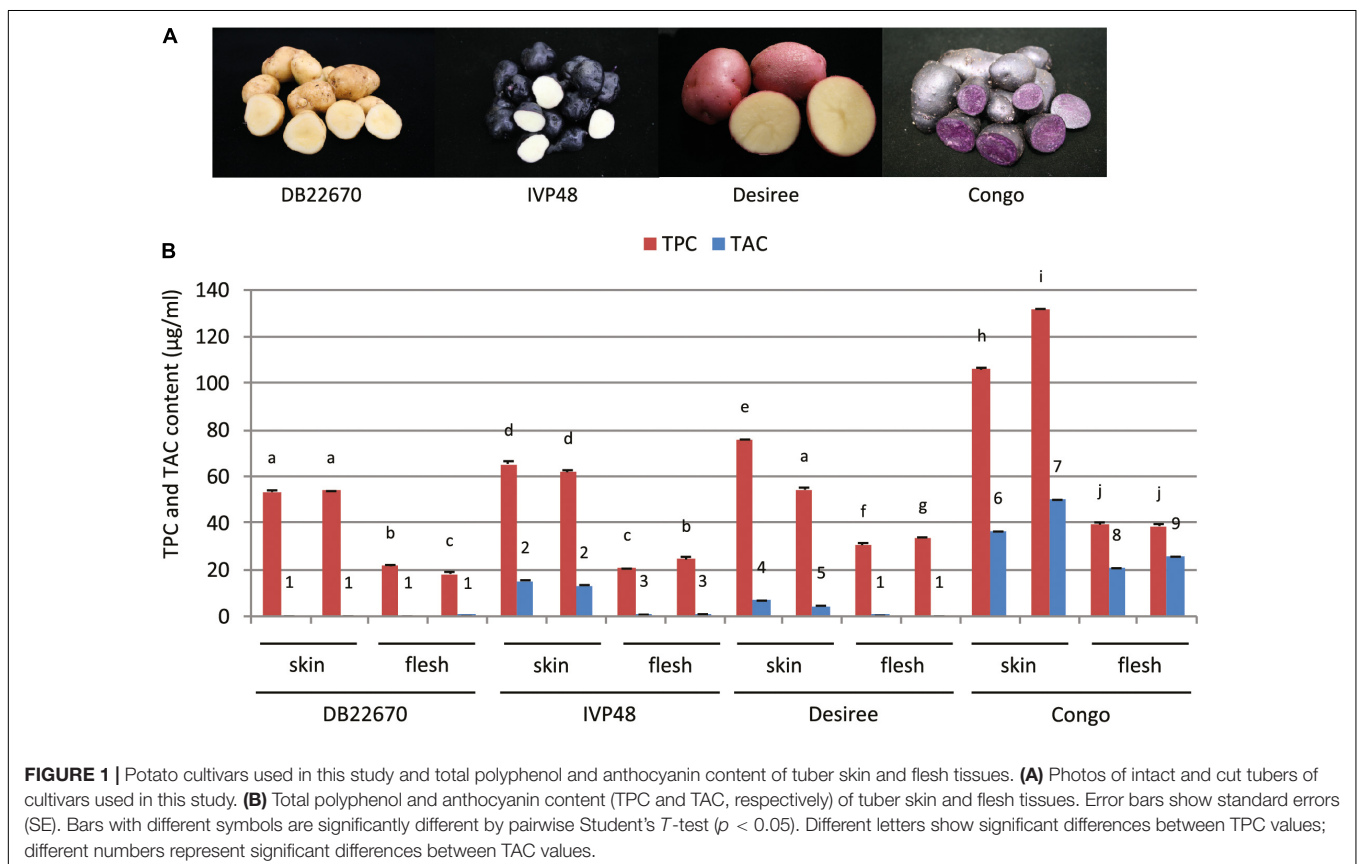 A
DB22670 IVP48 Desiree Congo
B
TPC TAC
TPC and TAC content (µg/ml)
140
120
100
80
60
40
20
0
a 1 a 1 b 1 c 1 d 2 d 2 c 3 b 3 e 4 a 5 f 1 g 1 h 6 i 7 j 8 j 9
skin flesh skin flesh skin flesh skin flesh
DB22670 IVP48 Desiree Congo
FIGURE 1 | Potato cultivars used in this study and total polyphenol and anthocyanin content of tuber skin and flesh tissues. (A) Photos of intact and cut tubers of
cultivars used in this study. (B) Total polyphenol and anthocyanin content (TPC and TAC, respectively) of tuber skin and flesh tissues. Error bars show standard errors
(SE). Bars with different symbols are significantly different by pairwise Student's T-test (p < 0.05). Different letters show significant differences between TPC values;
different numbers represent significant differences between TAC values.